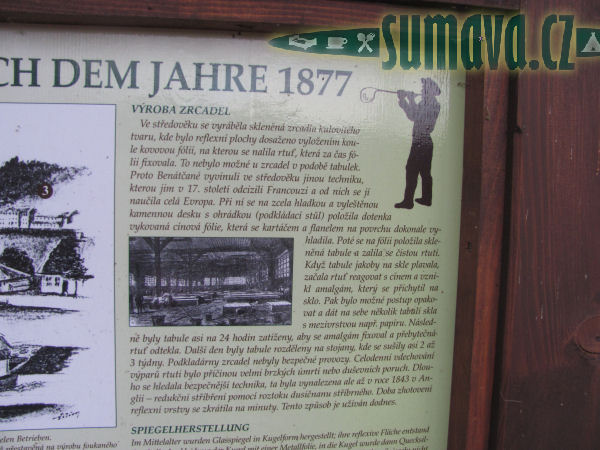 sumava.cz
CH DEM JAHRE 1877
VÝROBA ZRCADEL
Ve středověku se vyráběla skleněná zrcadla kulovitého
tvaru, kde bylo reflexní plochy dosaženo vyložením kou-
le kovovou fólií, na kterou se nalila rtuť, která za čas fó-
lii fixovala. To nebylo možné u zrcadel v podobě tabulek.
Proto Benátčané vyvinuli ve středověku jinou techniku,
kterou jim v 17. století odcizili Francouzi a od nich se ji
naučila celá Evropa. Při ní se na zcela hladkou a vyleštěnou
kamennou desku s ohrádkou (podkládací stůl) položila dotenka
vykovaná cínová fólie, která se kartáčem a flanelem na povrchu dokonale vy-
hladila. Poté se na fólii položila skle-
něná tabule a zalila se čistou rtutí.
Když tabule jakoby na skle plavala,
začala rtuť reagovat s cínem a vzni-
kl amalgám, který se přichytil na
sklo. Pak bylo možné postup opako-
vat a dát na sebe několik tabulí skla
s mezivrstvou např. papíru. Násled-
ně byly tabule asi na 24 hodin zatíženy, aby se amalgám fixoval a přebytečná
rtuť odtekla. Další den byly tabule rozděleny na stojany, kde se sušily asi 2 až
3 týdny. Podkladárny zrcadel nebyly bezpečné provozy. Celodenní vdechování
výparů rtuti bylo příčinou velmi brzkých úmrtí nebo duševních poruch. Dlou-
ho se hledala bezpečnější technika, ta byla vynalezena ale až v roce 1843 v An-
glii – redukční stříbření pomocí roztoku dusičnanu stříbrného. Doba zhotovení
reflexní vrstvy se zkrátila na minuty. Tento způsob je užíván dodnes.
SPIEGELHERSTELLUNG
Im Mittelalter wurden Glasspiegel in Kugelform hergestellt; ihre reflexive Fläche entstand
3
elen Betrieben.
přestavěná na výrobu foukaného